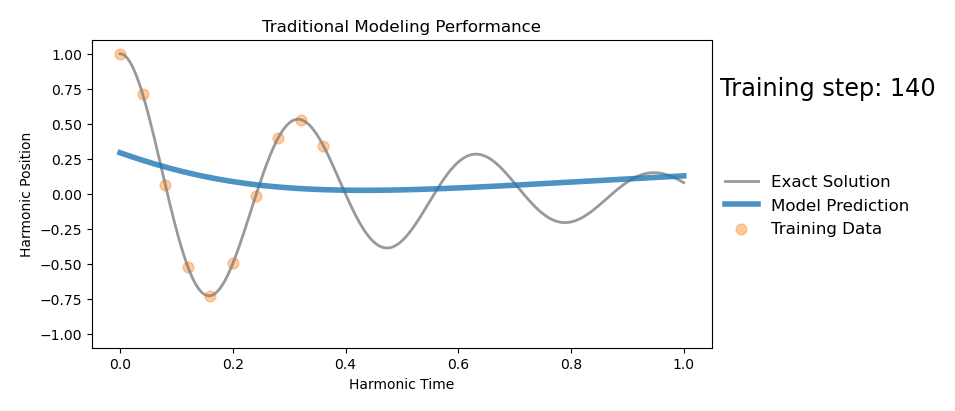 Traditional Modeling Performance
Training step: 140
Harmonic Position
1.00
0.75
0.50
0.25
0.00
−0.25
−0.50
−0.75
−1.00
Exact Solution
Model Prediction
Training Data
0.0 0.2 0.4 0.6 0.8 1.0
Harmonic Time